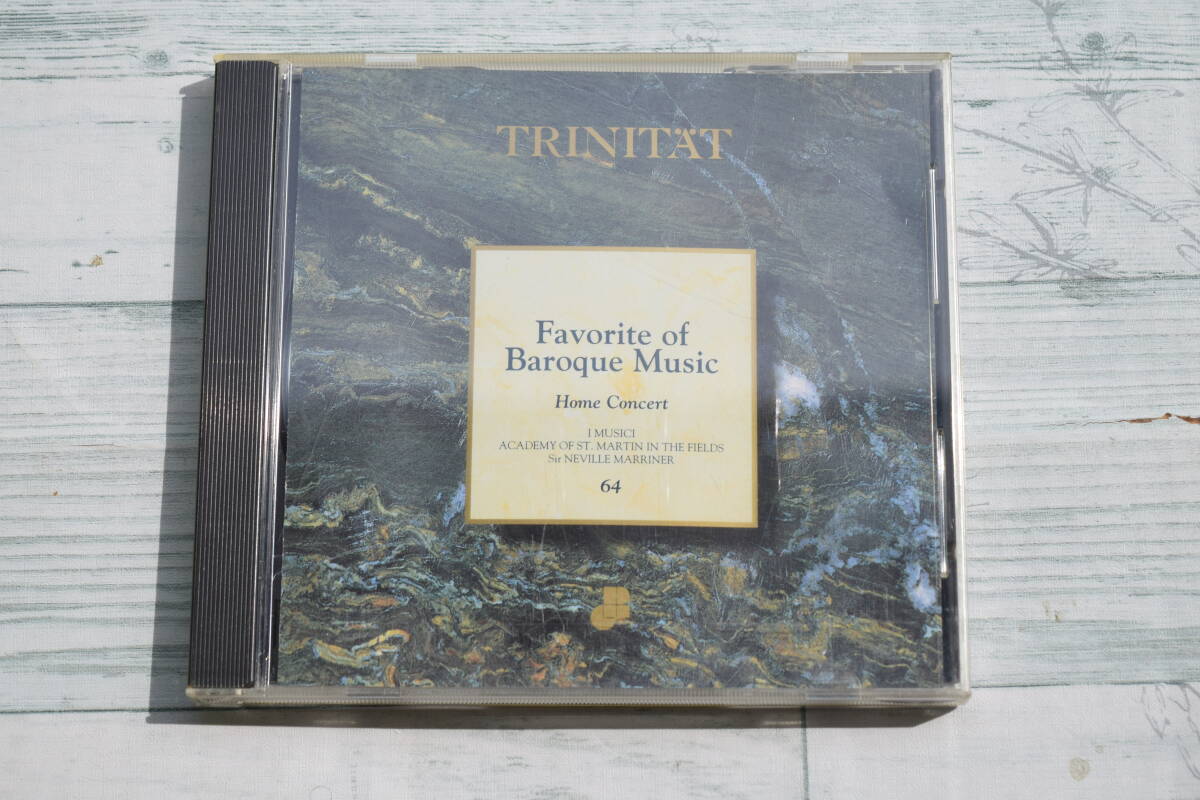 TRINITÄT
Favorite of
Baroque Music
Home Concert
I MUSICI
ACADEMY OF ST. MARTIN IN THE FIELDS
Sir NEVILLE MARRINER
64